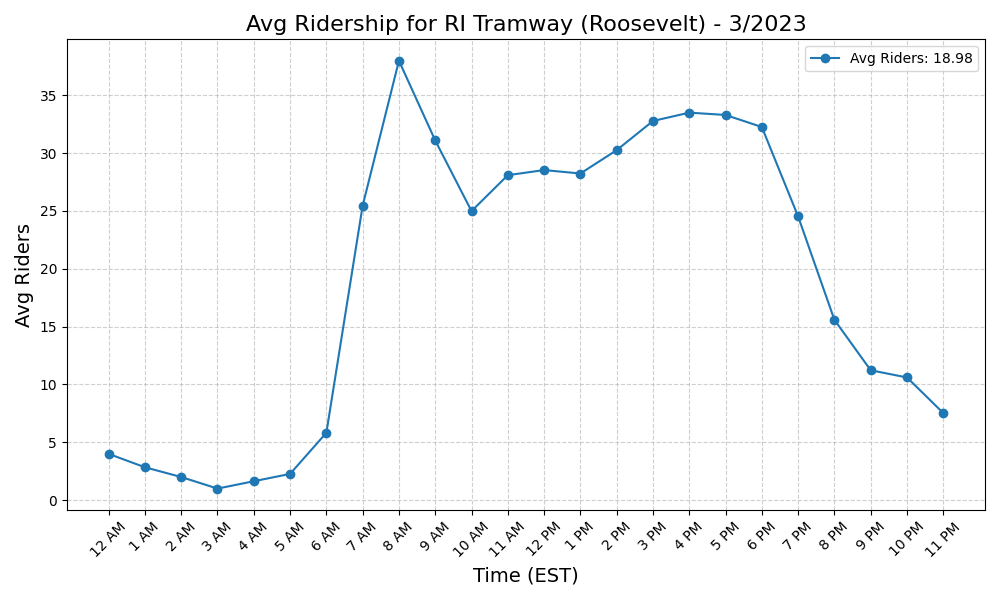 Avg Ridership for RI Tramway (Roosevelt) - 3/2023
Avg Riders: 18.98
Avg Riders
35
30
25
20
15
10
5
0
12 AM
1 AM
2 AM
3 AM
4 AM
5 AM
6 AM
7 AM
8 AM
9 AM
10 AM
11 AM
12 PM
1 PM
2 PM
3 PM
4 PM
5 PM
6 PM
7 PM
8 PM
9 PM
10 PM
11 PM
Time (EST)